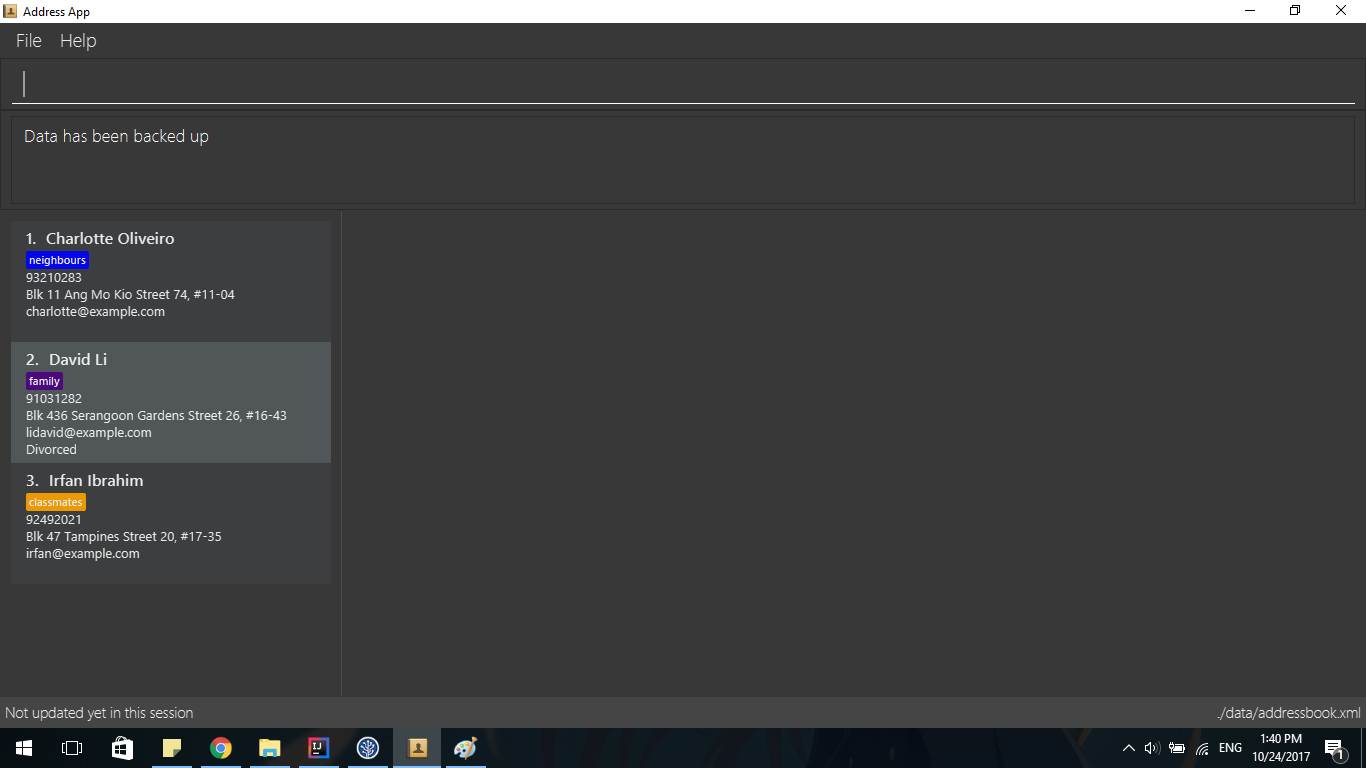 Address App
File Help
Data has been backed up
1. Charlotte Oliveiro
neighbours
93210283
Blk 11 Ang Mo Kio Street 74, #11-04
charlotte@example.com
2. David Li
family
91031282
Blk 436 Serangoon Gardens Street 26, #16-43
lidavid@example.com
Divorced
3. Irfan Ibrahim
classmates
92492021
Blk 47 Tampines Street 20, #17-35
irfan@example.com
Not updated yet in this session
./data/addressbook.xml
IJ
ENG
1:40 PM
10/24/2017
1